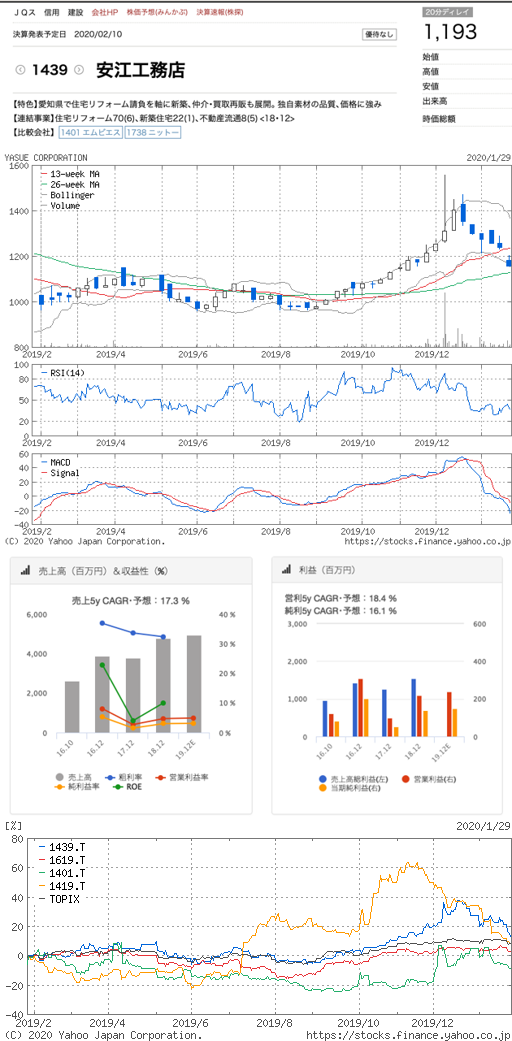 JQス 信用 建設 会社HP 株価予想(みんかぶ) 決算速報(株探)
20分ディレイ
1,193
決算発表予定日 2020/02/10
優待なし
1439 安江工務店
始値
高値
安値
出来高
時価総額
【特色】愛知県で住宅リフォーム請負を軸に新築、仲介・買取再販も展開。独自素材の品質、価格に強み
【連結事業】住宅リフォーム70(6)、新築住宅22(1)、不動産流通8(5)<18・12>
【比較会社】 1401 エムビエス 1738 ニットー
YASUE CORPORATION 2020/1/29
13-week MA
26-week MA
Bollinger
Volume
1600
1400
1200
1000
800
2019/2 2019/4 2019/6 2019/8 2019/10 2019/12
RSI(14)
100
80
60
40
20
0
2019/2 2019/4 2019/6 2019/8 2019/10 2019/12
MACD
Signal
60
40
20
0
−20
−40
2019/2 2019/4 2019/6 2019/8 2019/10 2019/12
(C) 2020 Yahoo Japan Corporation. https://stocks.finance.yahoo.co.jp
売上高（百万円）＆収益性（%）
売上5y CAGR・予想：17.3 %
6,000
4,000
2,000
0
40 %
30 %
20 %
10 %
0 %
16.10 16.12 17.12 18.12 19.12E
売上高 粗利率 営業利益率
純利益率 ROE
利益（百万円）
営利5y CAGR・予想：18.4 %
純利5y CAGR・予想：16.1 %
3,000
2,000
1,000
0
600
400
200
0
16.10 16.12 17.12 18.12 19.12E
売上高総利益(左) 営業利益(右)
当期純利益(右)
[%] 2020/1/29
1439.T
1619.T
1401.T
1419.T
TOPIX
80
60
40
20
0
−20
−40
2019/2 2019/4 2019/6 2019/8 2019/10 2019/12
(C) 2020 Yahoo Japan Corporation. https://stocks.finance.yahoo.co.jp